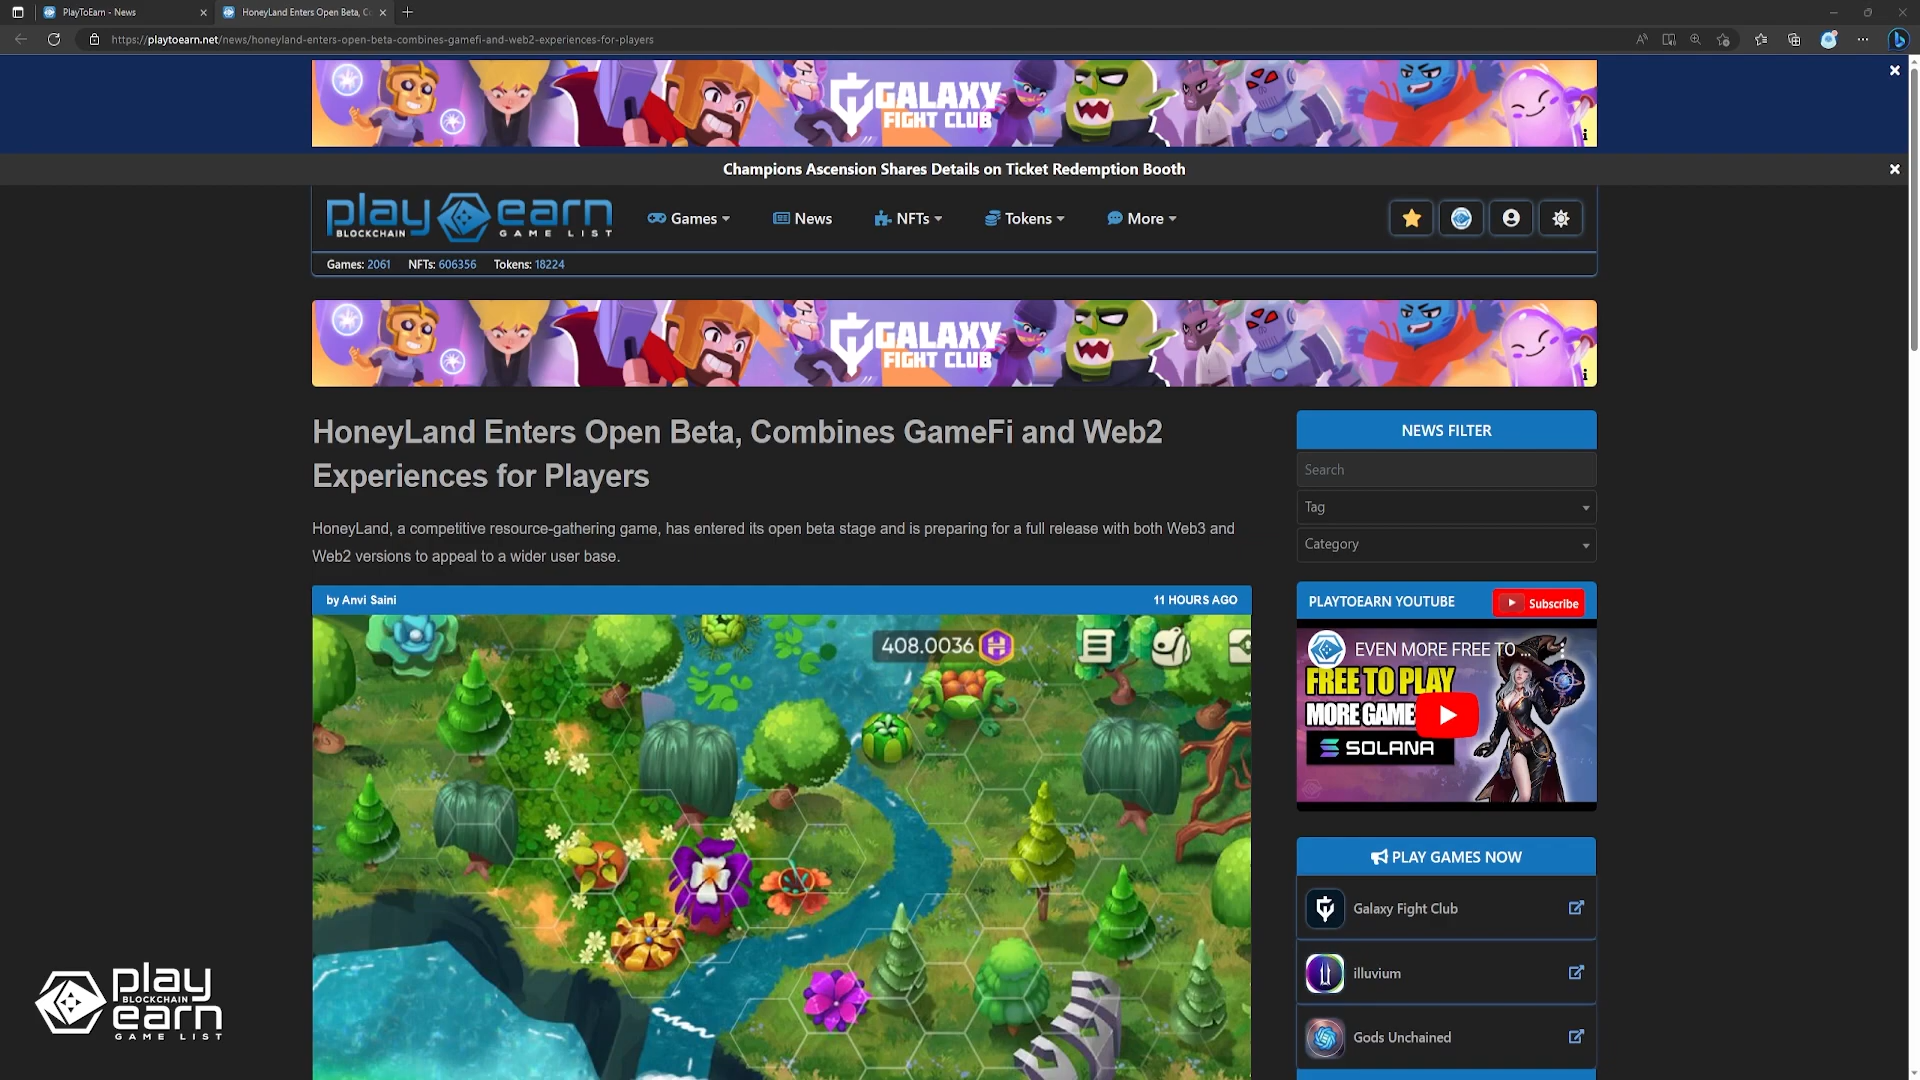 PlayToEarn - News
HoneyLand Enters Open Beta, C
https://playtoearn.net/news/honeyland-enters-open-beta-combines-gamefi-and-web2-experiences-for-players
GALAXY
FIGHT CLUB
Champions Ascension Shares Details on Ticket Redemption Booth
play earn
BLOCKCHAIN GAME LIST
Games
News
NFTs
Tokens
More
Games: 2061 NFTs: 606356 Tokens: 18224
GALAXY
FIGHT CLUB
HoneyLand Enters Open Beta, Combines GameFi and Web2
Experiences for Players
HoneyLand, a competitive resource-gathering game, has entered its open beta stage and is preparing for a full release with both Web3 and
Web2 versions to appeal to a wider user base.
by Anvi Saini
11 HOURS AGO
408.0036
NEWS FILTER
Search
Tag
Category
PLAYTOEARN YOUTUBE
Subscribe
EVEN MORE FREE TO ...
FREE TO PLAY
MORE GAME
SOLANA
PLAY GAMES NOW
Galaxy Fight Club
illuvium
Gods Unchained
play
BLOCKCHAIN
earn
GAME LIST